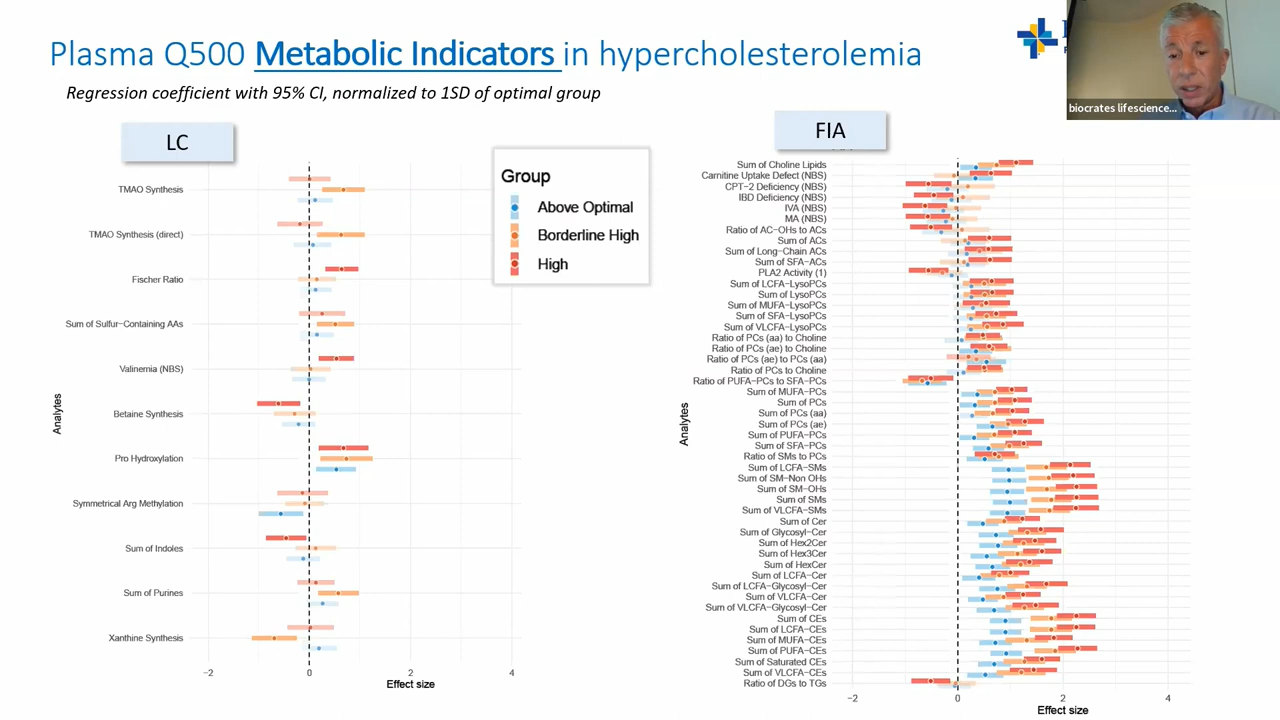 Plasma Q500 Metabolic Indicators in hypercholesterolemia
Regression coefficient with 95% CI, normalized to 1SD of optimal group
biocrates lifescience...
LC
Group
Above Optimal
Borderline High
High
TMAO Synthesis
TMAO Synthesis (direct)
Fischer Ratio
Sum of Sulfur-Containing AAs
Valinemia (NBS)
Betaine Synthesis
Pro Hydroxylation
Symmetrical Arg Methylation
Sum of Indoles
Sum of Purines
Xanthine Synthesis
Analytes
−2 0 2 4
Effect size
FIA
Sum of Choline Lipids
Carnitine Uptake Defect (NBS)
CPT-2 Deficiency (NBS)
IBD Deficiency (NBS)
IVA (NBS)
MA (NBS)
Ratio of AC-OHs to ACs
Sum of ACs
Sum of Long-Chain ACs
Sum of SFA-ACs
PLA2 Activity (1)
Sum of LCFA-LysoPCs
Sum of LysoPCs
Sum of MUFA-LysoPCs
Sum of SFA-LysoPCs
Sum of VLCFA-LysoPCs
Ratio of PCs (aa) to Choline
Ratio of PCs (ae) to Choline
Ratio of PCs (ae) to PCs (aa)
Ratio of PCs to Choline
Ratio of PUFA-PCs to SFA-PCs
Sum of MUFA-PCs
Sum of PCs
Sum of PCs (aa)
Sum of PCs (ae)
Sum of PUFA-PCs
Sum of SFA-PCs
Ratio of SMs to PCs
Sum of LCFA-SMs
Sum of SM-Non OHs
Sum of SM-OHs
Sum of SMs
Sum of VLCFA-SMs
Sum of Cer
Sum of Glycosyl-Cer
Sum of Hex2Cer
Sum of Hex3Cer
Sum of HexCer
Sum of LCFA-Cer
Sum of LCFA-Glycosyl-Cer
Sum of VLCFA-Cer
Sum of VLCFA-Glycosyl-Cer
Sum of CEs
Sum of LCFA-CEs
Sum of MUFA-CEs
Sum of PUFA-CEs
Sum of Saturated CEs
Sum of VLCFA-CEs
Ratio of DGs to TGs
Analytes
−2 0 2 4
Effect size